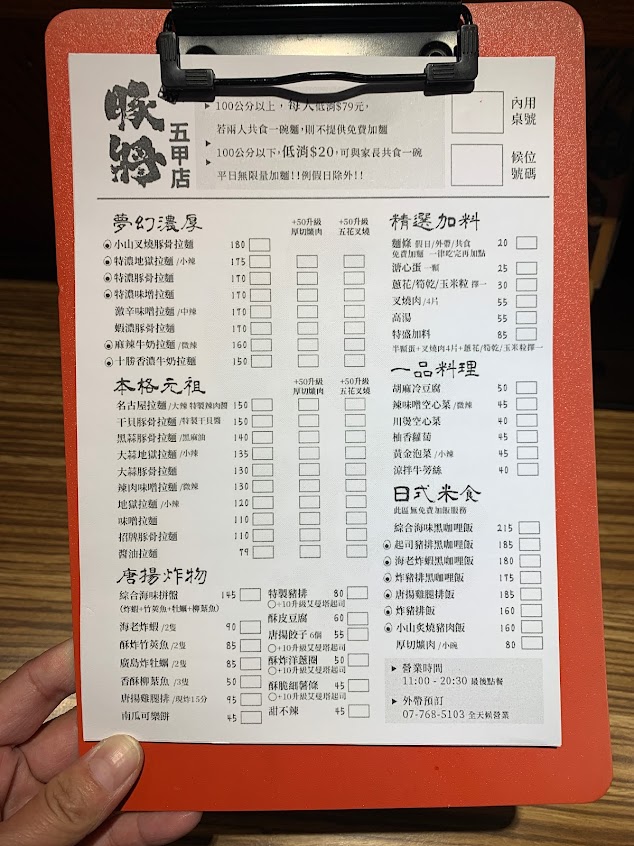 豚將
五甲店
100公分以上，每人低消$79元，
若兩人共食一碗麵，則不提供免費加麵
100公分以下，低消$20，可與家長共食一碗
平日無限量加麵!!例假日除外!!
內用桌號
候位號碼
夢幻濃厚
+50升級厚切爌肉
+50升級五花叉燒
小山叉燒豚骨拉麵 180
特濃地獄拉麵/小辣 175
特濃豚骨拉麵 170
特濃味噌拉麵 170
激辛味噌拉麵/中辣 170
蝦濃豚骨拉麵 170
麻辣牛奶拉麵/微辣 160
十勝香濃牛奶拉麵 150
本格元祖
+50升級厚切爌肉
+50升級五花叉燒
名古屋拉麵/大辣 特製辣肉醬 150
干貝豚骨拉麵/特製干貝醬 150
黑蒜豚骨拉麵/黑麻油 140
大蒜地獄拉麵/小辣 135
大蒜豚骨拉麵 130
辣肉味噌拉麵/微辣 130
地獄拉麵/小辣 120
味噌拉麵 110
招牌豚骨拉麵 110
醬油拉麵 79
唐揚炸物
綜合海味拼盤 145
(炸蝦+竹莢魚+牡蠣+柳葉魚)
海老炸蝦/2隻 90
酥炸竹莢魚/2隻 85
廣島炸牡蠣/2隻 85
香酥柳葉魚/3隻 50
唐揚雞腿排/現炸15分 95
南瓜可樂餅 45
特製豬排 80
+10升級艾曼塔起司
酥皮豆腐 60
唐揚餃子6個 55
+10升級艾曼塔起司
酥炸洋蔥圈 50
+10升級艾曼塔起司
酥脆細薯條 45
+10升級艾曼塔起司
甜不辣 45
精選加料
麵條 假日/外帶/共食 20
免費加麵 一律吃完再加點
溏心蛋 一顆 25
蔥花/筍乾/玉米粒 擇一 30
叉燒肉/4片 55
高湯 55
特盛加料 85
半顆蛋+叉燒肉4片+蔥花/筍乾/玉米粒擇一
一品料理
胡麻冷豆腐 50
辣味噌空心菜/微辣 45
川燙空心菜 40
柚香蘿蔔 45
黃金泡菜/小辣 45
涼拌牛蒡絲 40
日式米食
此區無免費加飯服務
綜合海味黑咖哩飯 215
起司豬排黑咖哩飯 185
海老炸蝦黑咖哩飯 180
炸豬排黑咖哩飯 175
唐揚雞腿排飯 185
炸豬排飯 160
小山炙燒豬肉飯 160
厚切爌肉/小碗 80
營業時間
11:00 - 20:30 最後點餐
外帶預訂
07-768-5103 全天候營業